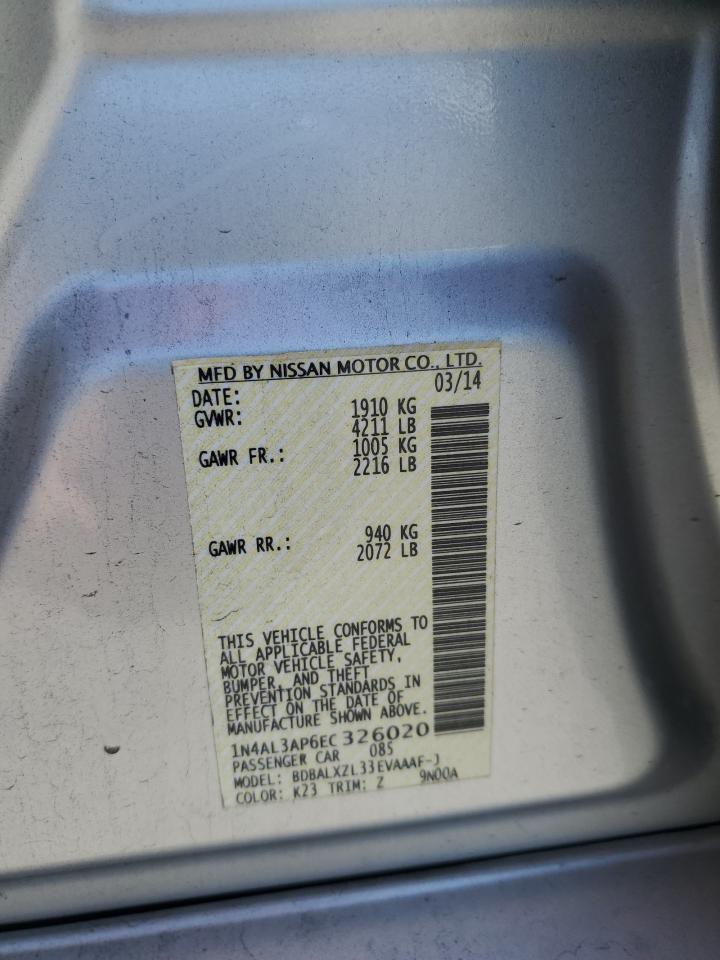 MFD BY NISSAN MOTOR CO., LTD.
DATE: 03/14
GVWR: 1910 KG
4211 LB
GAWR FR.: 1005 KG
2216 LB
GAWR RR.: 940 KG
2072 LB
THIS VEHICLE CONFORMS TO
ALL APPLICABLE FEDERAL
MOTOR VEHICLE SAFETY,
BUMPER, AND THEFT
PREVENTION STANDARDS IN
EFFECT ON THE DATE OF
MANUFACTURE SHOWN ABOVE.
1N4AL3AP6EC326020
PASSENGER CAR 085
MODEL: BDBALXZL33EVAAAF-J
COLOR: K23 TRIM: Z 9N00A